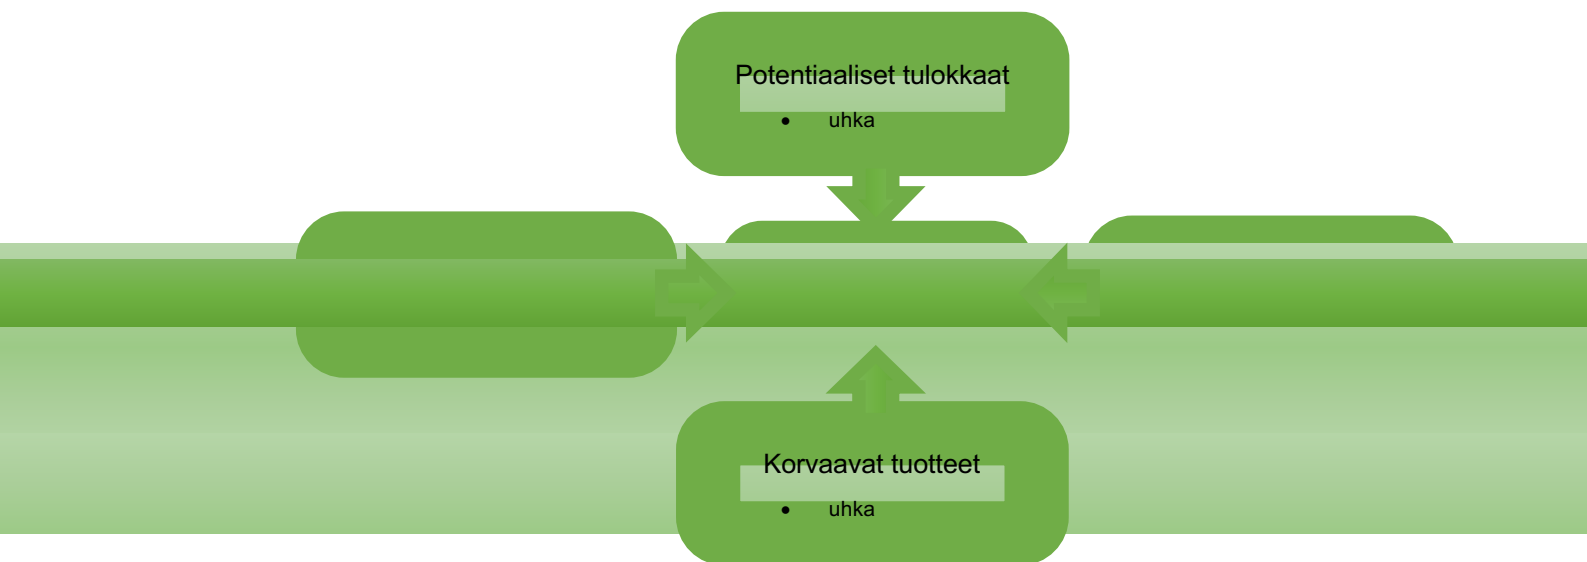 Potentiaaliset tulokkaat
• uhka
Korvaavat tuotteet
• uhka